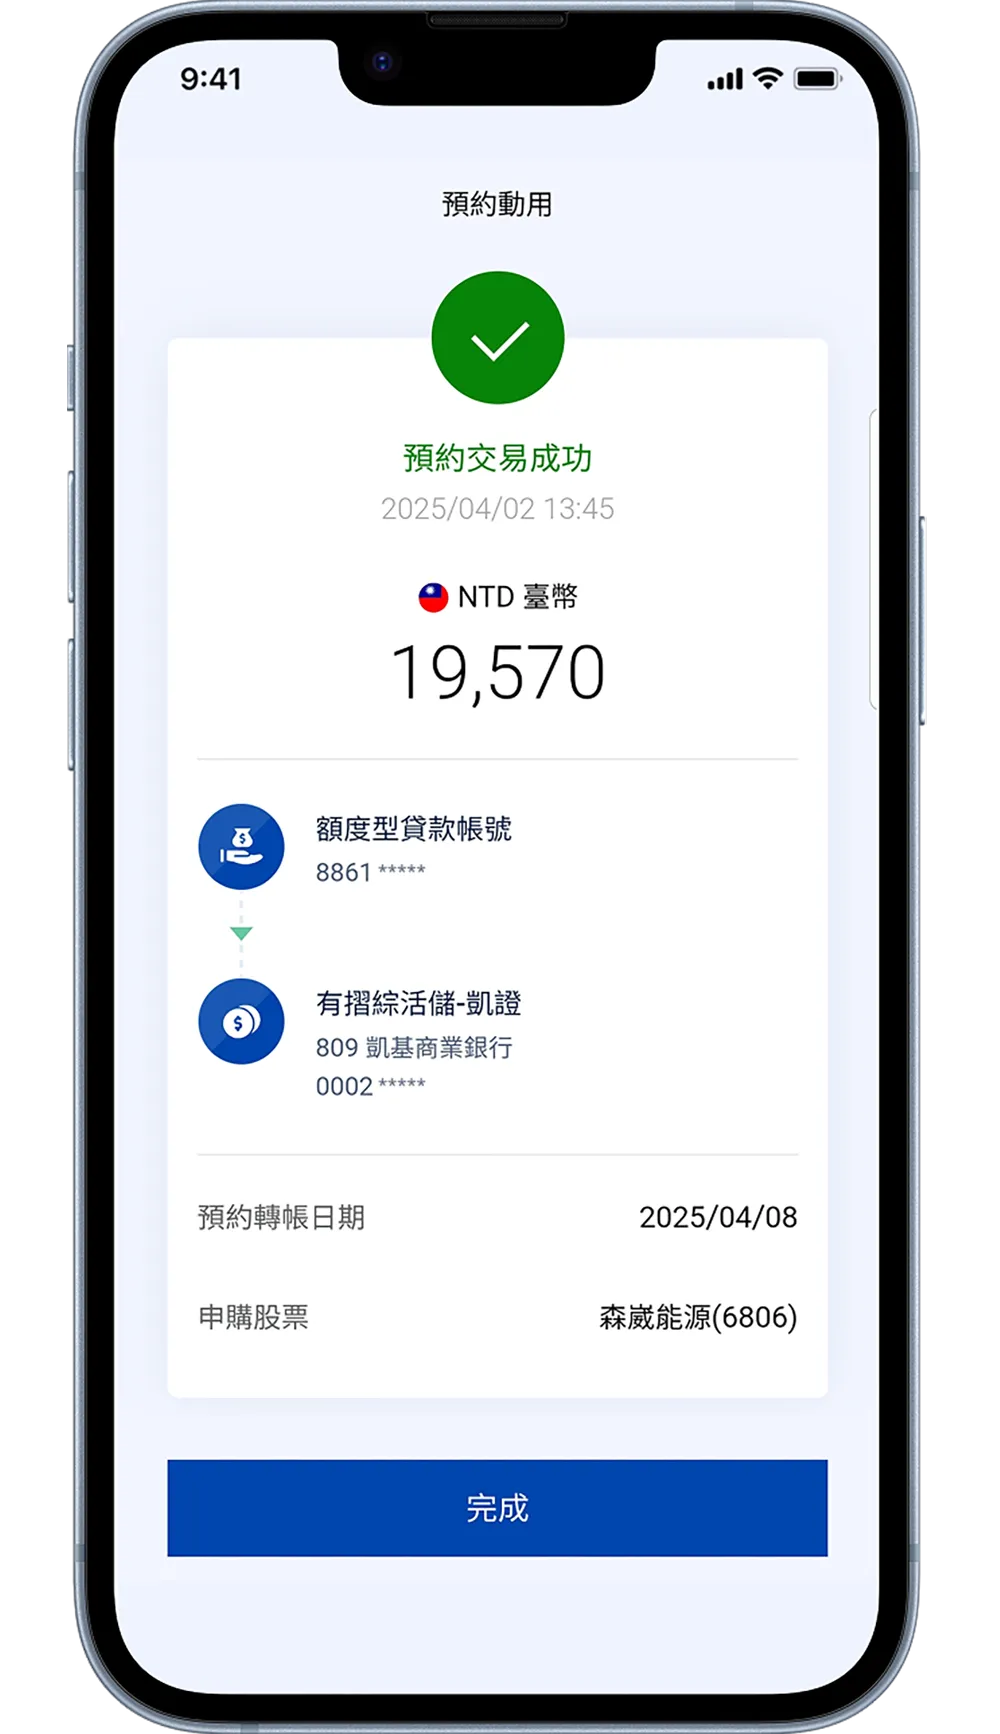 9:41
預約動用
預約交易成功
2025/04/02 13:45
NTD 臺幣
19,570
額度型貸款帳號
8861 *****
有摺綜活儲-凱證
809 凱基商業銀行
0002 *****
預約轉帳日期 2025/04/08
申購股票 森崴能源(6806)
完成